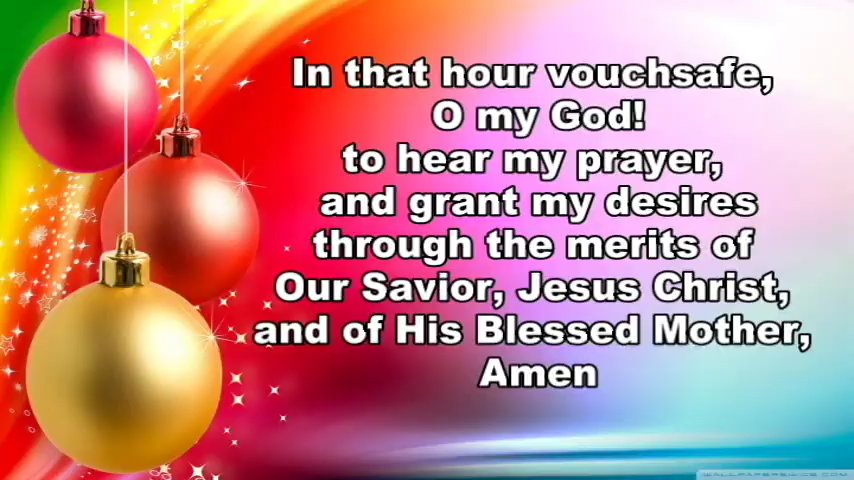 In that hour vouchsafe,
O my God!
to hear my prayer,
and grant my desires
through the merits of
Our Savior, Jesus Christ,
and of His Blessed Mother,
Amen